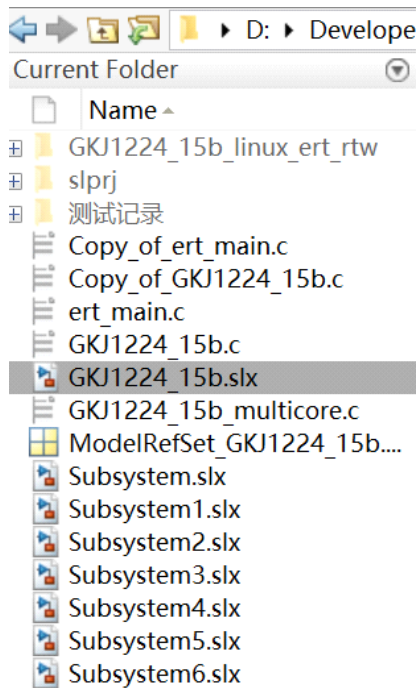 D: ▸ Develope
Current Folder
Name
GKJ1224_15b_linux_ert_rtw
slprj
测试记录
Copy_of_ert_main.c
Copy_of_GKJ1224_15b.c
ert_main.c
GKJ1224_15b.c
GKJ1224_15b.slx
GKJ1224_15b_multicore.c
ModelRefSet_GKJ1224_15b....
Subsystem.slx
Subsystem1.slx
Subsystem2.slx
Subsystem3.slx
Subsystem4.slx
Subsystem5.slx
Subsystem6.slx